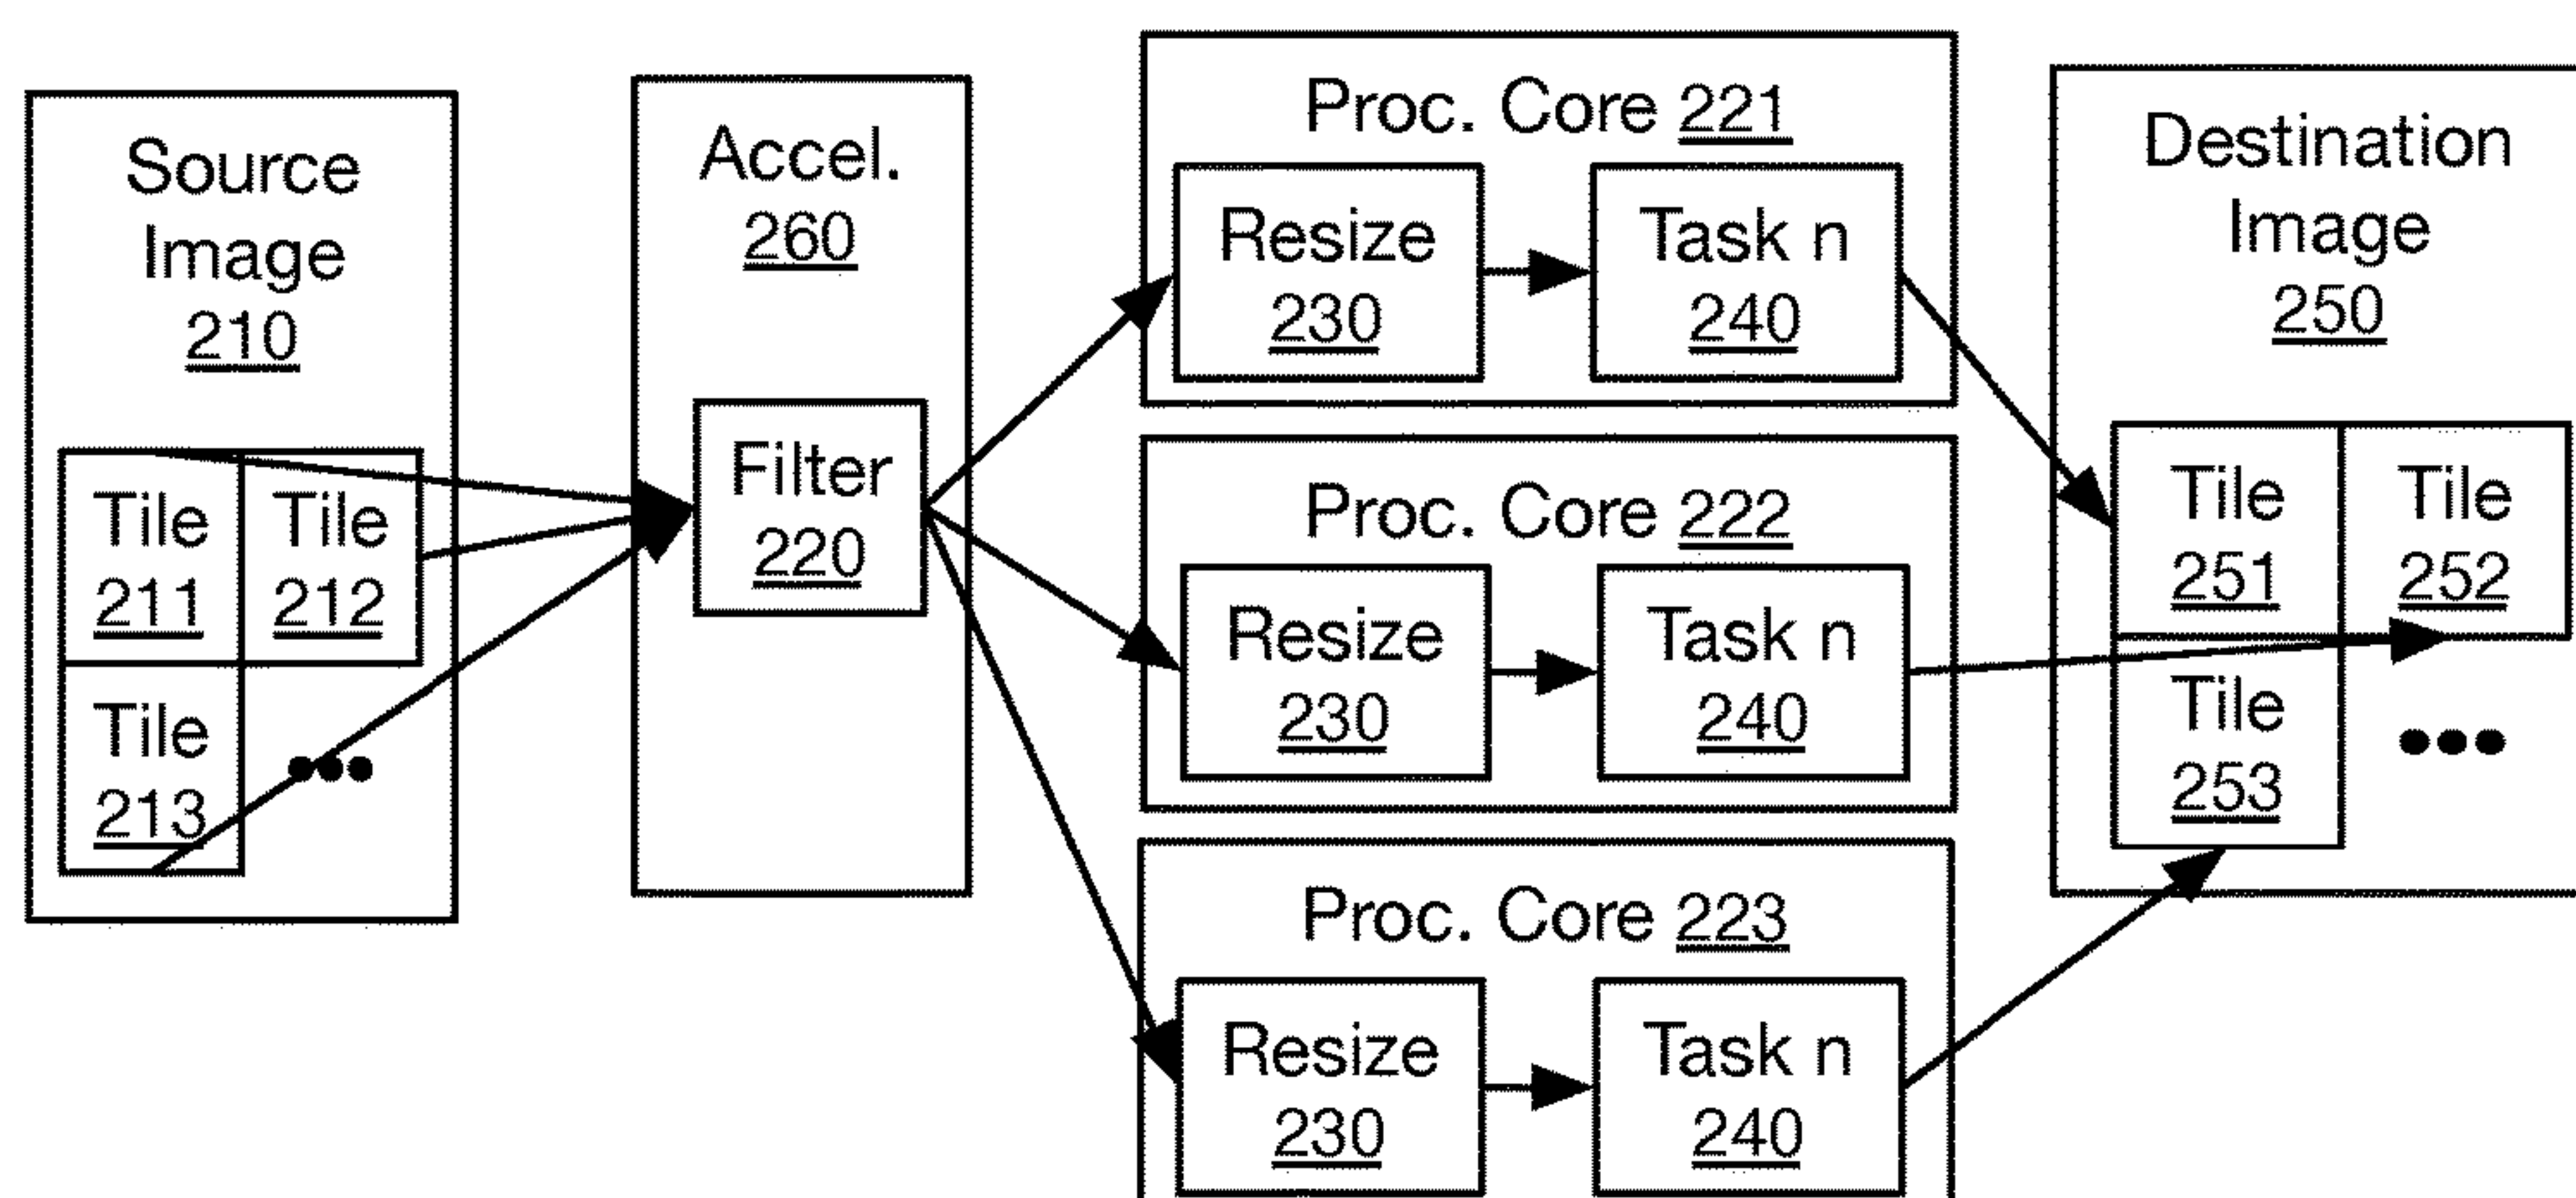 Source
Image
210
Tile
211
Tile
212
Tile
213
Accel.
260
Filter
220
Proc. Core 221
Resize
230
Task n
240
Proc. Core 222
Resize
230
Task n
240
Proc. Core 223
Resize
230
Task n
240
Destination
Image
250
Tile
251
Tile
252
Tile
253